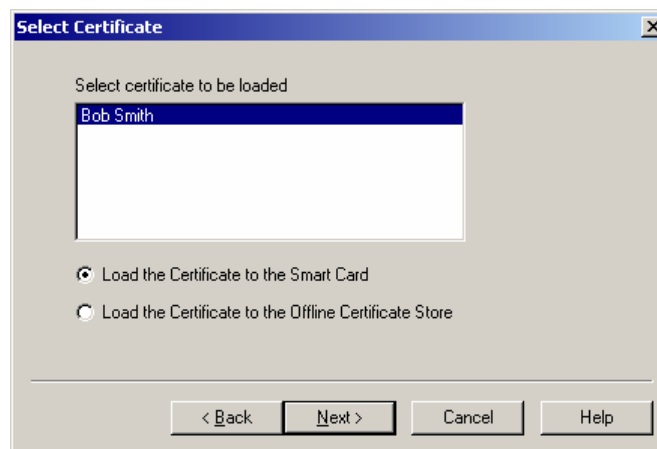 Select Certificate
Select certificate to be loaded
Bob Smith
Load the Certificate to the Smart Card
Load the Certificate to the Offline Certificate Store
< Back Next > Cancel Help